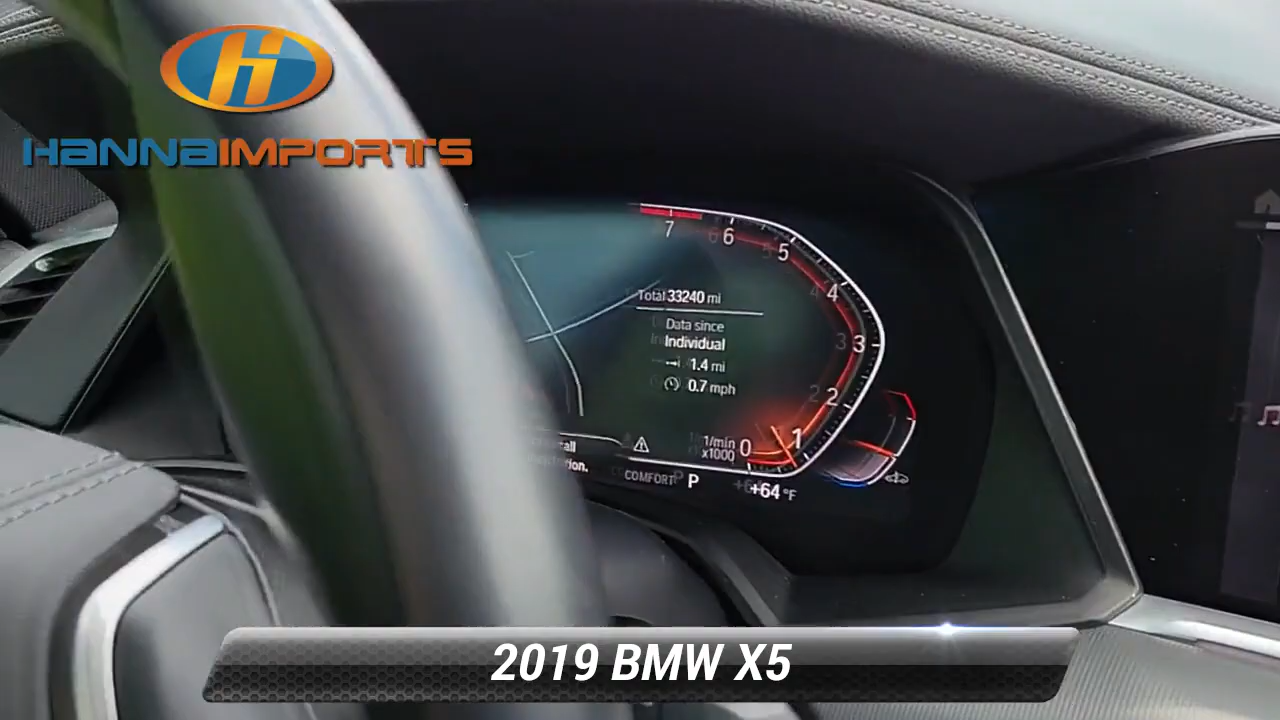 HANNAIMPORTS
7 6 5 4 3 2 1 0
Total 33240 mi
Data since
Individual
1.4 mi
0.7 mph
1/min
x1000
COMFORT P
+64 °F
2019 BMW X5